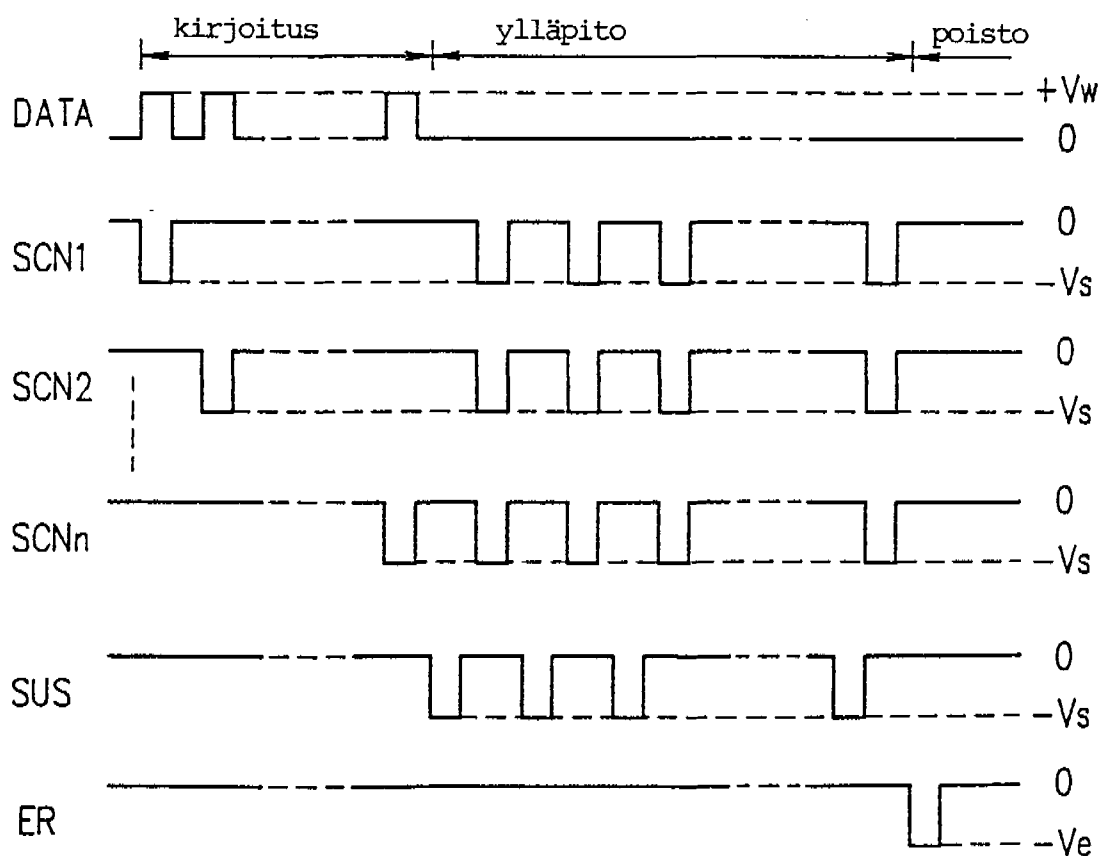 kirjoitus ylläpito poisto
DATA +Vw
0
SCN1 0
-Vs
SCN2 0
-Vs
SCNn 0
-Vs
SUS 0
-Vs
ER 0
-Ve